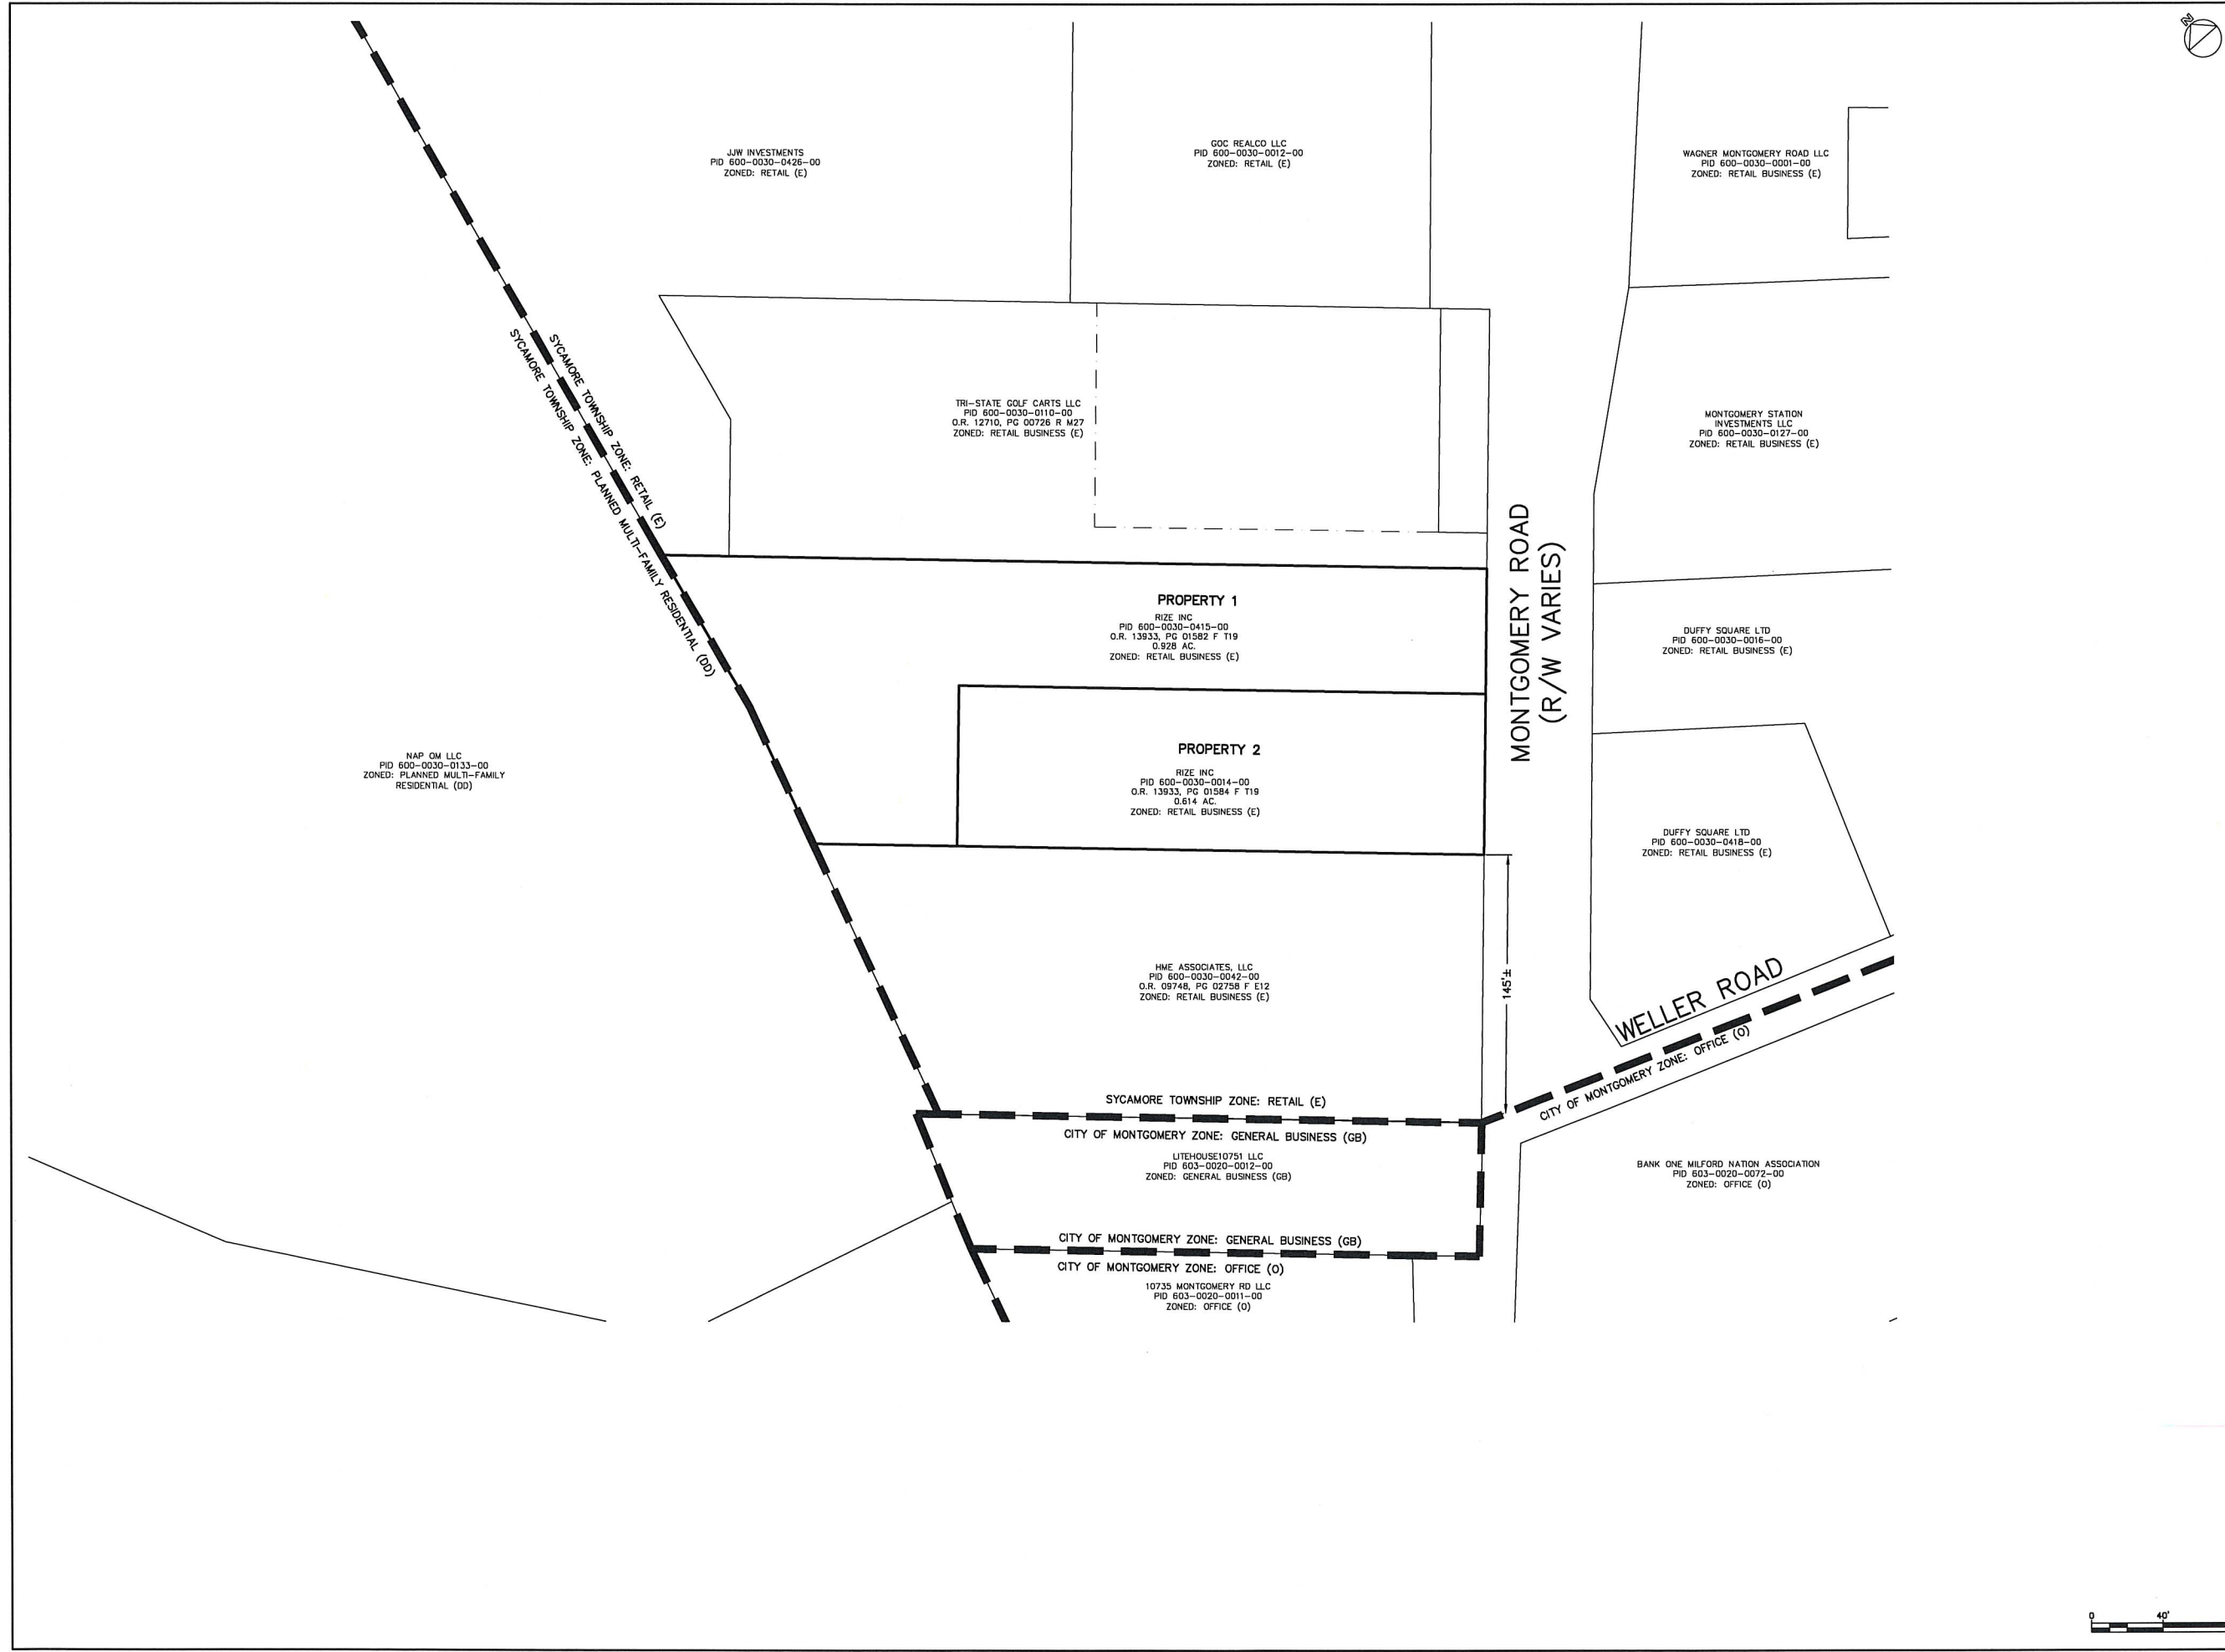 N
JJW INVESTMENTS
PID 600-0030-0426-00
ZONED: RETAIL (E)
GOC REALCO LLC
PID 600-0030-0012-00
ZONED: RETAIL (E)
WAGNER MONTGOMERY ROAD LLC
PID 600-0030-0001-00
ZONED: RETAIL BUSINESS (E)
SYCAMORE TOWNSHIP ZONE: RETAIL (E)
SYCAMORE TOWNSHIP ZONE: PLANNED MULTI-FAMILY RESIDENTIAL (DD)
TRI-STATE GOLF CARTS LLC
PID 600-0030-0110-00
O.R. 12710, PG 00726 R M27
ZONED: RETAIL BUSINESS (E)
MONTGOMERY STATION
INVESTMENTS LLC
PID 600-0030-0127-00
ZONED: RETAIL BUSINESS (E)
MONTGOMERY ROAD
(R/W VARIES)
PROPERTY 1
RIZE INC
PID 600-0030-0415-00
O.R. 13933, PG 01582 F T19
0.928 AC.
ZONED: RETAIL BUSINESS (E)
DUFFY SQUARE LTD
PID 600-0030-0016-00
ZONED: RETAIL BUSINESS (E)
NAP OM LLC
PID 600-0030-0133-00
ZONED: PLANNED MULTI-FAMILY
RESIDENTIAL (DD)
PROPERTY 2
RIZE INC
PID 600-0030-0014-00
O.R. 13933, PG 01584 F T19
0.614 AC.
ZONED: RETAIL BUSINESS (E)
DUFFY SQUARE LTD
PID 600-0030-0418-00
ZONED: RETAIL BUSINESS (E)
HME ASSOCIATES, LLC
PID 600-0030-0042-00
O.R. 09748, PG 02758 F E12
ZONED: RETAIL BUSINESS (E)
145'±
WELLER ROAD
CITY OF MONTGOMERY ZONE: OFFICE (O)
SYCAMORE TOWNSHIP ZONE: RETAIL (E)
CITY OF MONTGOMERY ZONE: GENERAL BUSINESS (GB)
LITEHOUSE10751 LLC
PID 603-0020-0012-00
ZONED: GENERAL BUSINESS (GB)
BANK ONE MILFORD NATION ASSOCIATION
PID 603-0020-0072-00
ZONED: OFFICE (O)
CITY OF MONTGOMERY ZONE: GENERAL BUSINESS (GB)
CITY OF MONTGOMERY ZONE: OFFICE (O)
10735 MONTGOMERY RD LLC
PID 603-0020-0011-00
ZONED: OFFICE (O)
0 40'